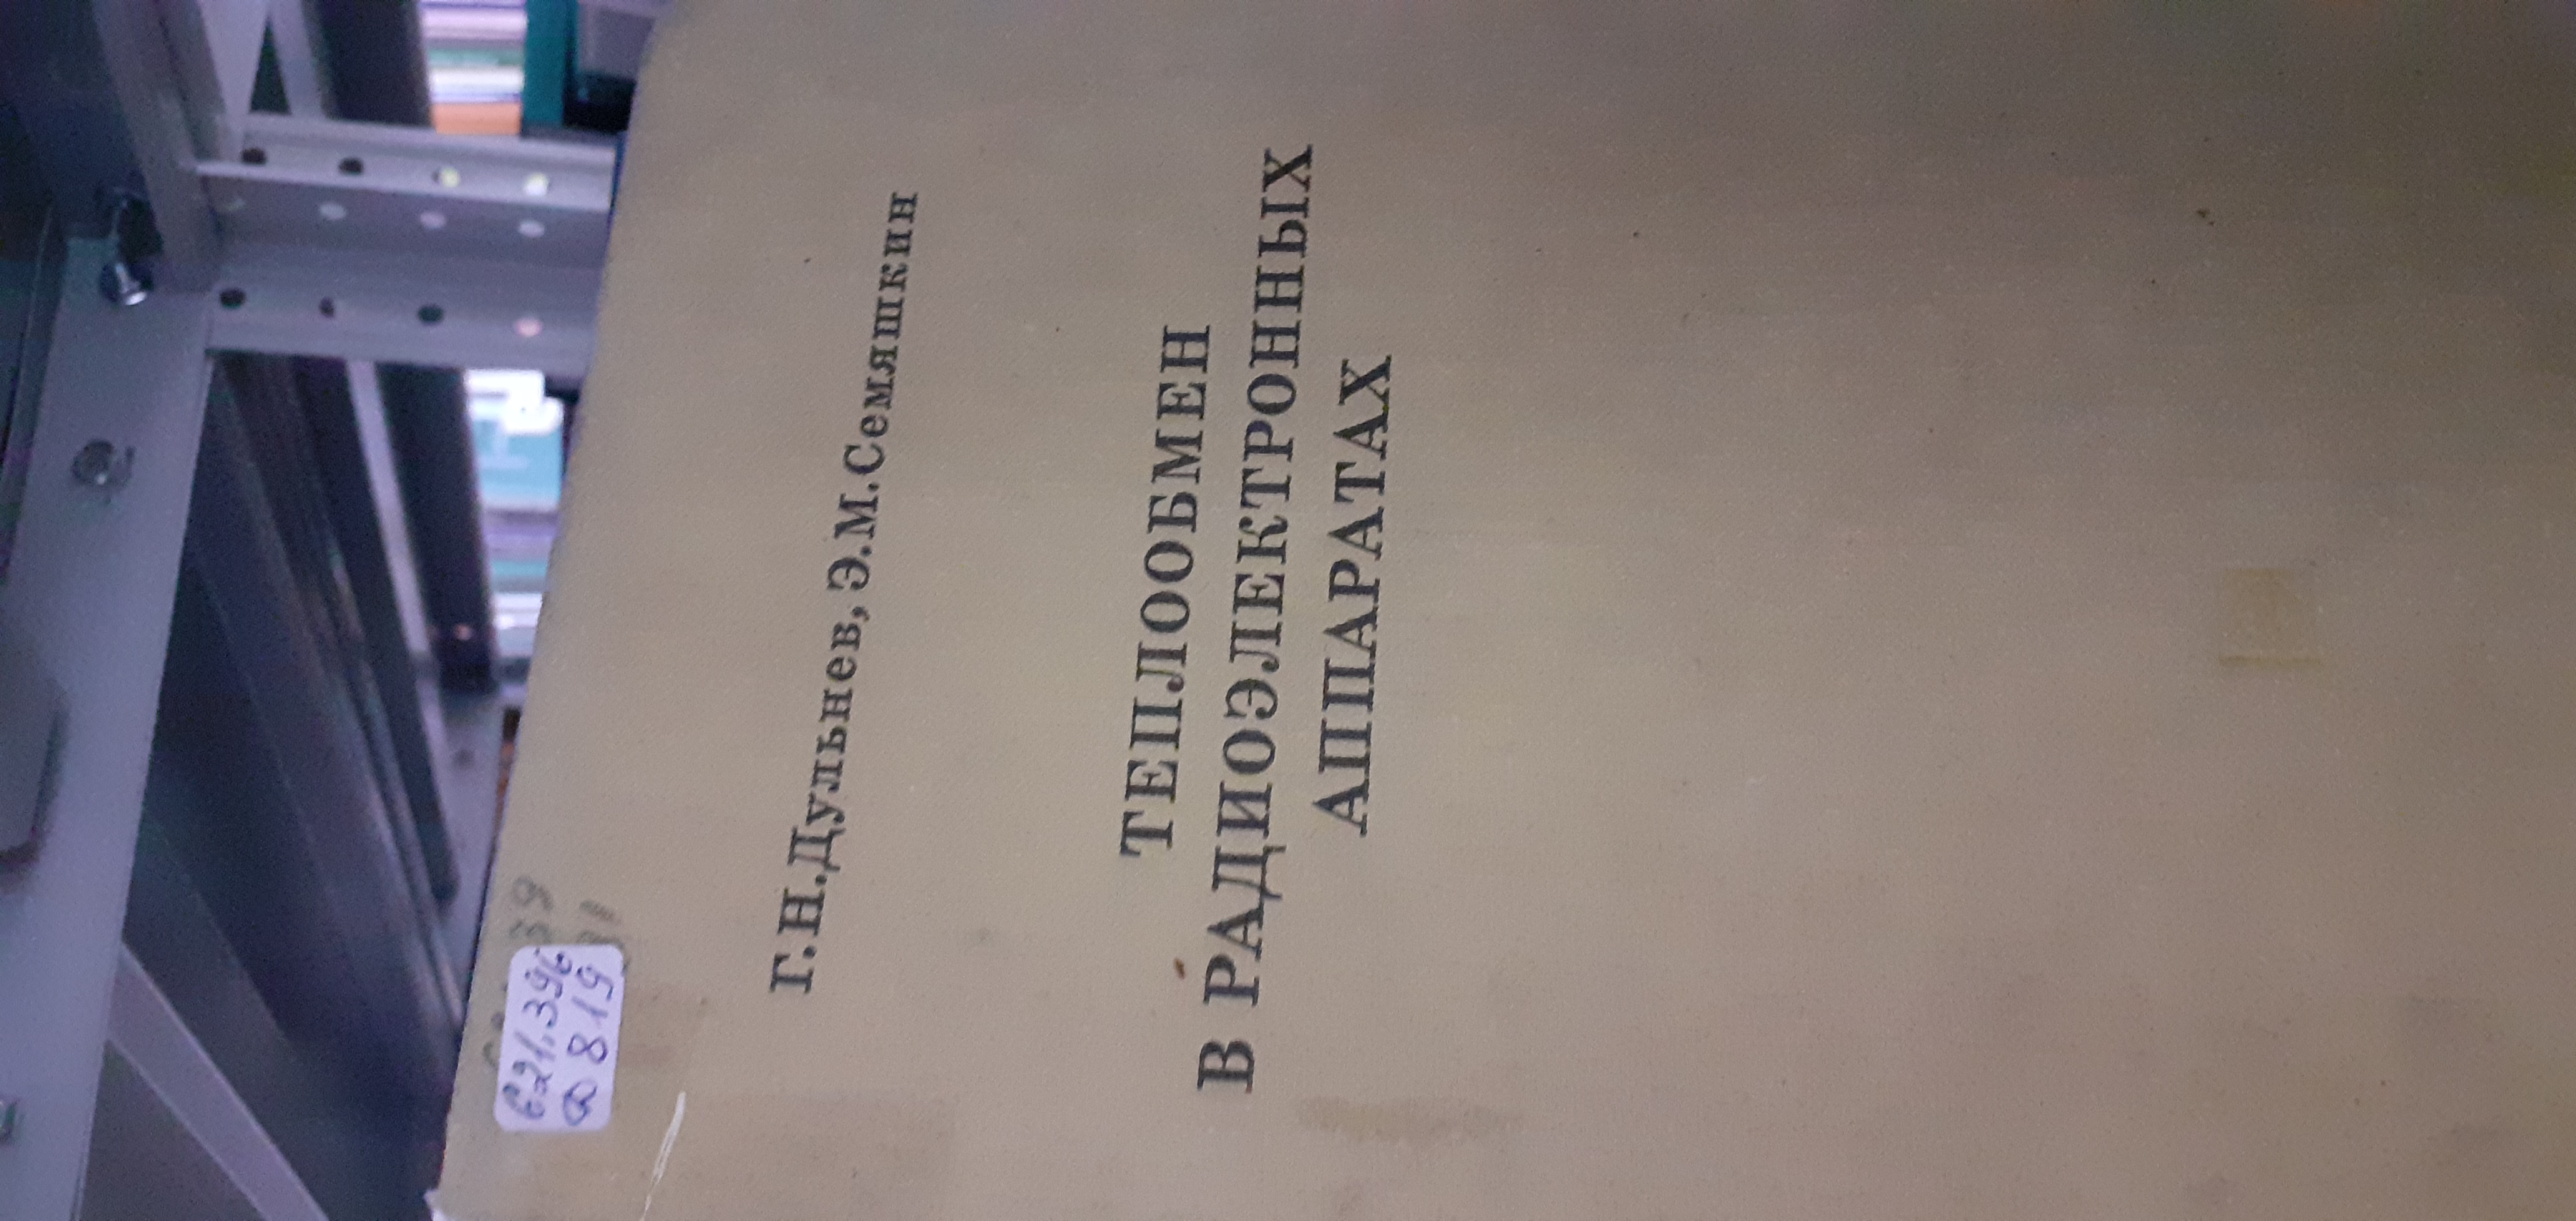 621.396
Д 819
Г.Н.Дульнев, Э.М.Семяшкин
ТЕПЛООБМЕН
В РАДИОЭЛЕКТРОННЫХ
АППАРАТАХ